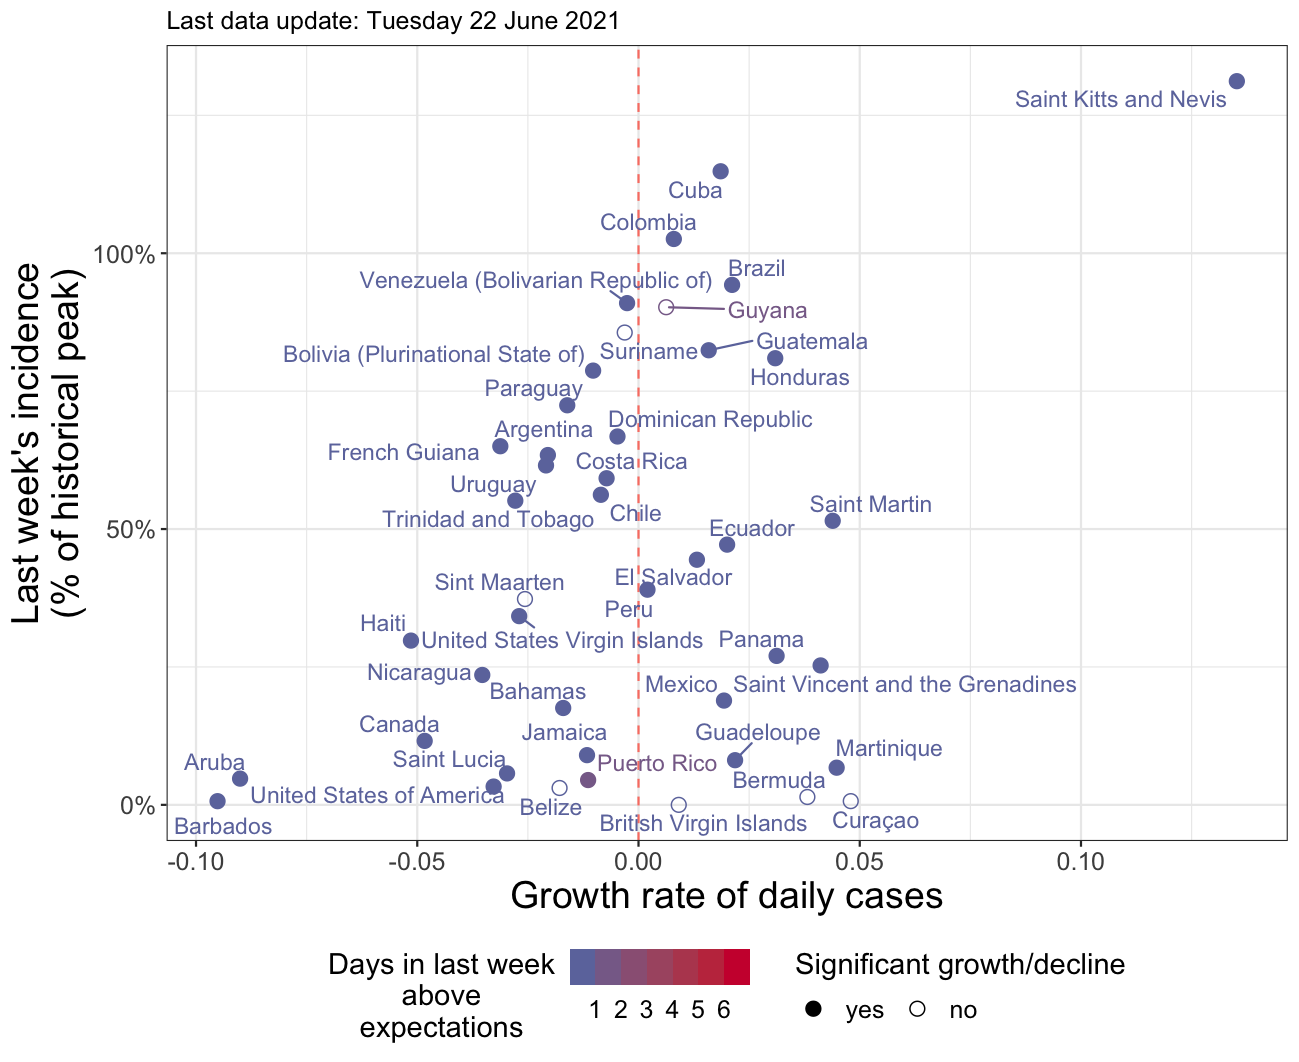 Last data update: Tuesday 22 June 2021
Saint Kitts and Nevis
Cuba
Colombia
Venezuela (Bolivarian Republic of)
Brazil
Guyana
Guatemala
Suriname
Bolivia (Plurinational State of)
Honduras
Paraguay
Dominican Republic
Argentina
French Guiana
Costa Rica
Uruguay
Saint Martin
Chile
Trinidad and Tobago
Ecuador
El Salvador
Sint Maarten
Peru
Haiti
United States Virgin Islands
Panama
Nicaragua
Mexico
Saint Vincent and the Grenadines
Bahamas
Canada
Jamaica
Guadeloupe
Martinique
Saint Lucia
Aruba
Puerto Rico
Bermuda
United States of America
Belize
British Virgin Islands
Curaçao
Barbados
100%
50%
0%
Last week's incidence
(% of historical peak)
-0.10 -0.05 0.00 0.05 0.10
Growth rate of daily cases
Days in last week
above
expectations
1 2 3 4 5 6
Significant growth/decline
yes no